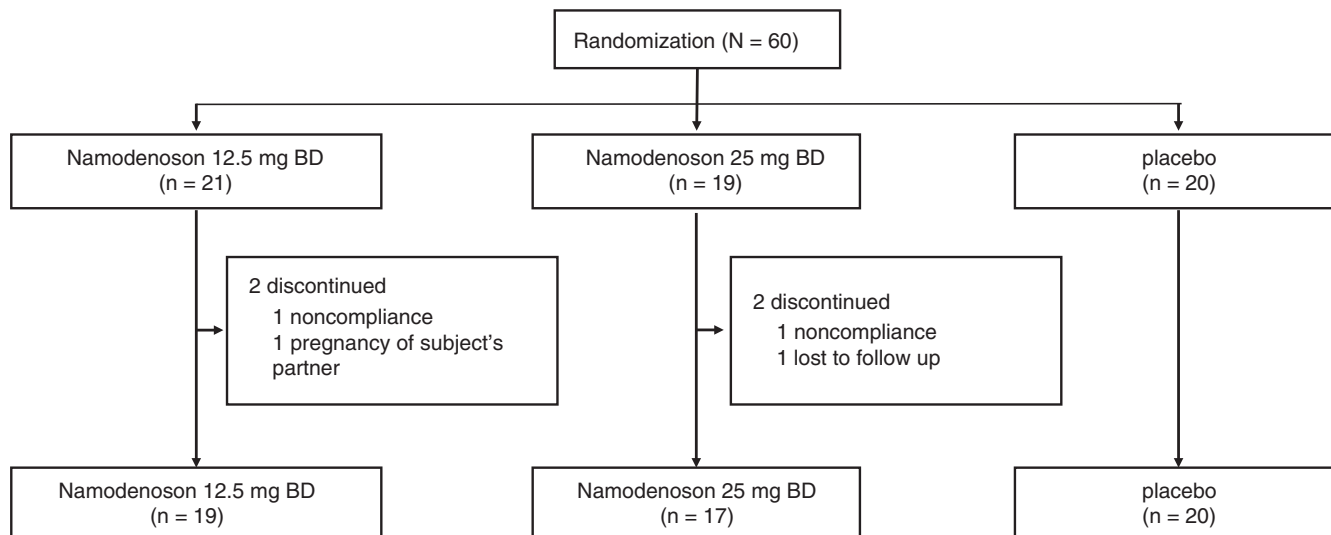 Randomization (N = 60)
Namodenoson 12.5 mg BD
(n = 21)
Namodenoson 25 mg BD
(n = 19)
placebo
(n = 20)
2 discontinued
1 noncompliance
1 pregnancy of subject's
partner
2 discontinued
1 noncompliance
1 lost to follow up
Namodenoson 12.5 mg BD
(n = 19)
Namodenoson 25 mg BD
(n = 17)
placebo
(n = 20)